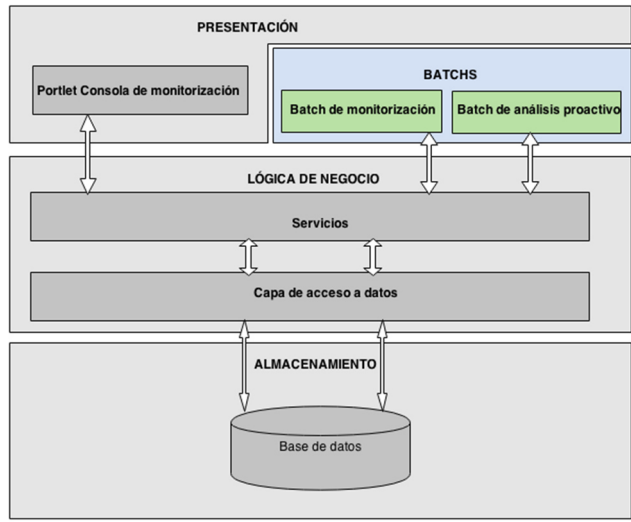 PRESENTACIÓN
BATCHS
Portlet Consola de monitorización
Batch de monitorización
Batch de análisis proactivo
LÓGICA DE NEGOCIO
Servicios
Capa de acceso a datos
ALMACENAMIENTO
Base de datos